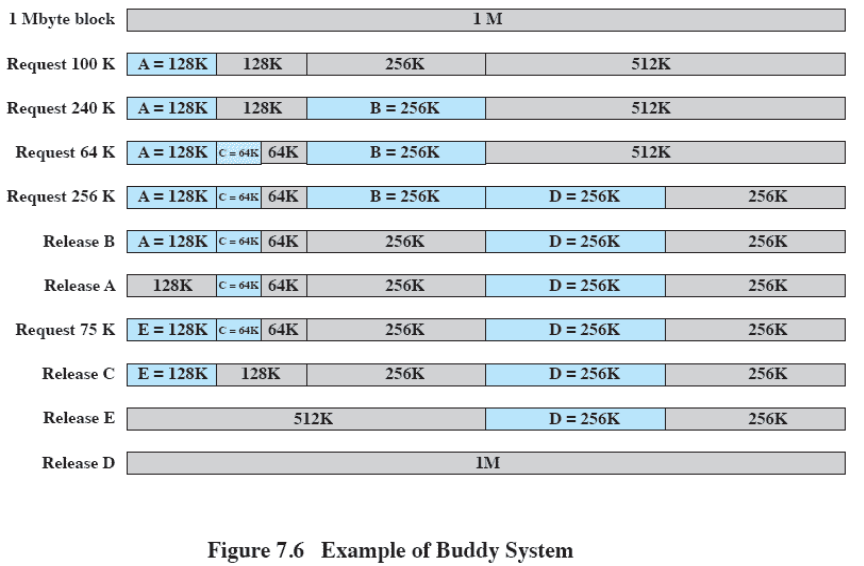 1 Mbyte block 1 M
Request 100 K A = 128K 128K 256K 512K
Request 240 K A = 128K 128K B = 256K 512K
Request 64 K A = 128K C = 64K 64K B = 256K 512K
Request 256 K A = 128K C = 64K 64K B = 256K D = 256K 256K
Release B A = 128K C = 64K 64K 256K D = 256K 256K
Release A 128K C = 64K 64K 256K D = 256K 256K
Request 75 K E = 128K C = 64K 64K 256K D = 256K 256K
Release C E = 128K 128K 256K D = 256K 256K
Release E 512K D = 256K 256K
Release D 1M
Figure 7.6 Example of Buddy System